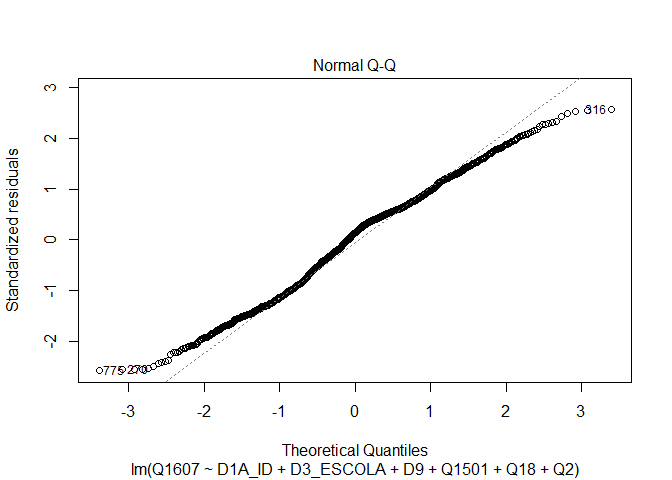 Normal Q-Q
Standardized residuals
3
2
1
0
-1
-2
316
775
-3 -2 -1 0 1 2 3
Theoretical Quantiles
lm(Q1607 ~ D1A_ID + D3_ESCOLA + D9 + Q1501 + Q18 + Q2)